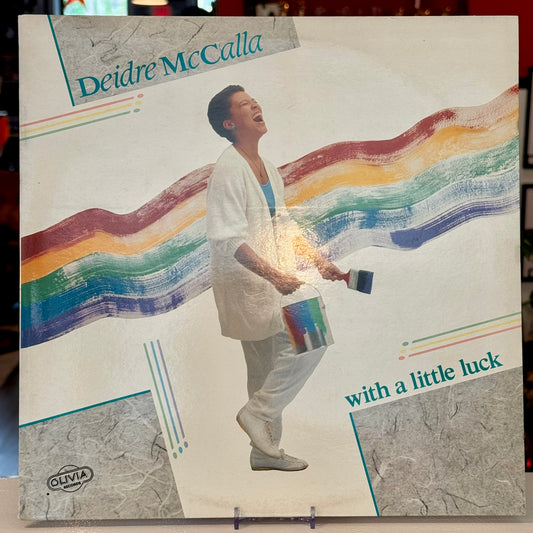 Deidre McCalla
with a little luck
OLIVIA
RECORDS